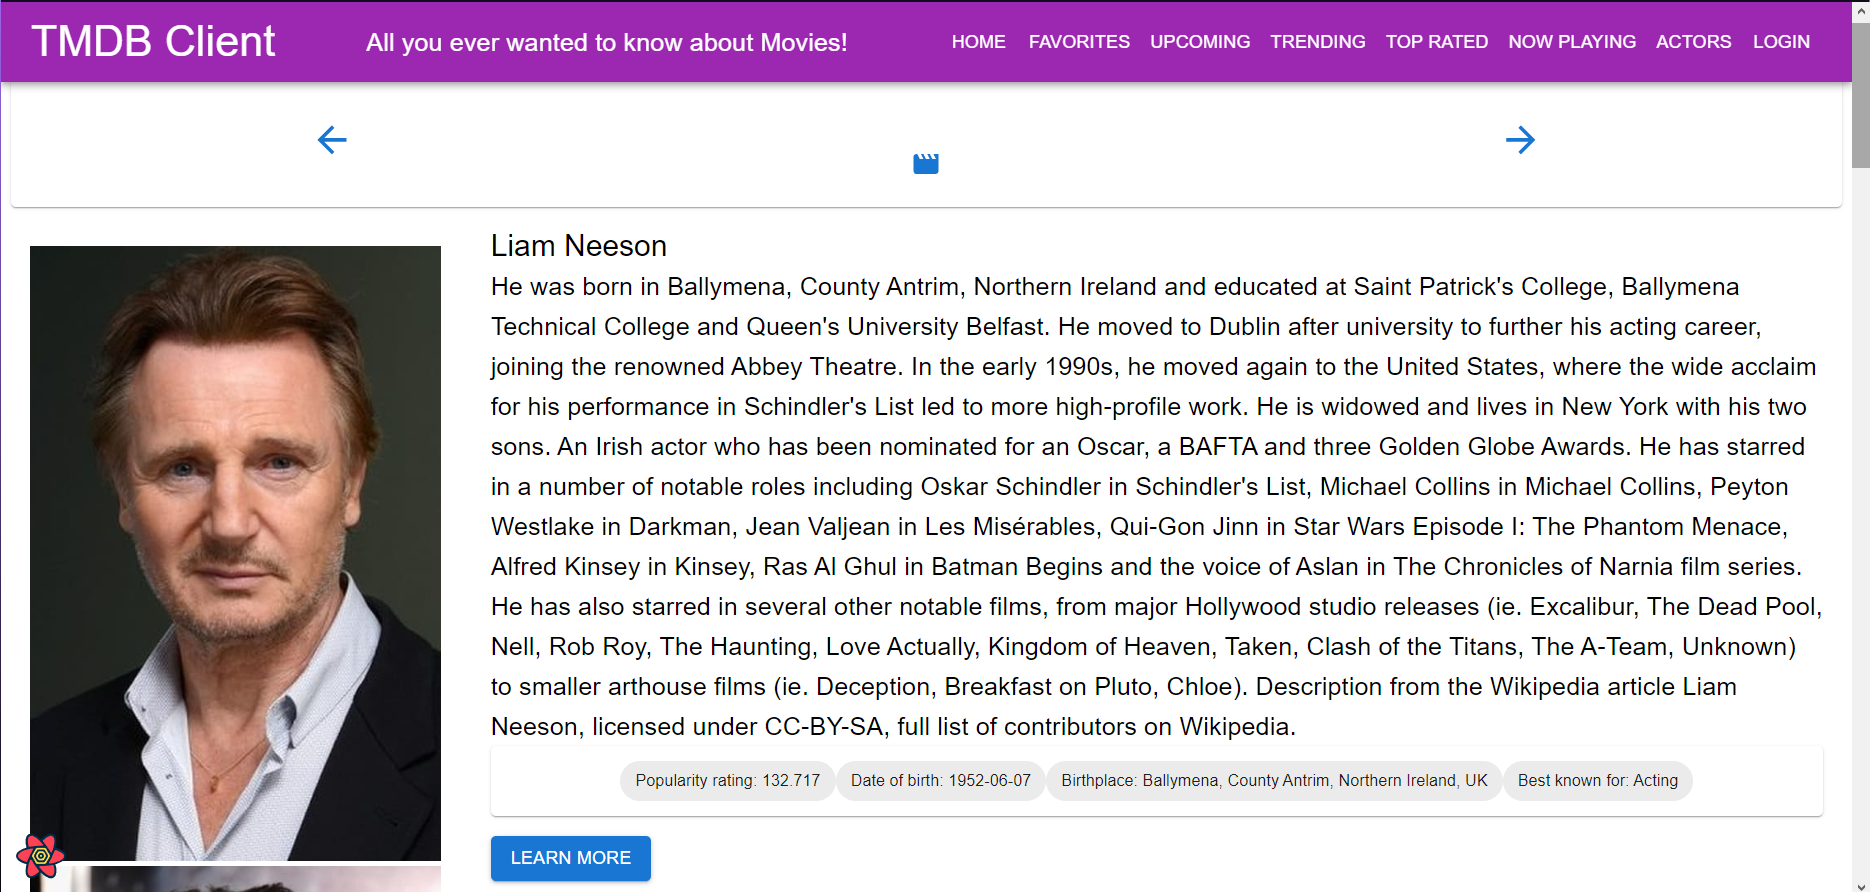 TMDB Client
All you ever wanted to know about Movies!
HOME FAVORITES UPCOMING TRENDING TOP RATED NOW PLAYING ACTORS LOGIN
Liam Neeson
He was born in Ballymena, County Antrim, Northern Ireland and educated at Saint Patrick's College, Ballymena
Technical College and Queen's University Belfast. He moved to Dublin after university to further his acting career,
joining the renowned Abbey Theatre. In the early 1990s, he moved again to the United States, where the wide acclaim
for his performance in Schindler's List led to more high-profile work. He is widowed and lives in New York with his two
sons. An Irish actor who has been nominated for an Oscar, a BAFTA and three Golden Globe Awards. He has starred
in a number of notable roles including Oskar Schindler in Schindler's List, Michael Collins in Michael Collins, Peyton
Westlake in Darkman, Jean Valjean in Les Misérables, Qui-Gon Jinn in Star Wars Episode I: The Phantom Menace,
Alfred Kinsey in Kinsey, Ras Al Ghul in Batman Begins and the voice of Aslan in The Chronicles of Narnia film series.
He has also starred in several other notable films, from major Hollywood studio releases (ie. Excalibur, The Dead Pool,
Nell, Rob Roy, The Haunting, Love Actually, Kingdom of Heaven, Taken, Clash of the Titans, The A-Team, Unknown)
to smaller arthouse films (ie. Deception, Breakfast on Pluto, Chloe). Description from the Wikipedia article Liam
Neeson, licensed under CC-BY-SA, full list of contributors on Wikipedia.
Popularity rating: 132.717 Date of birth: 1952-06-07 Birthplace: Ballymena, County Antrim, Northern Ireland, UK Best known for: Acting
LEARN MORE